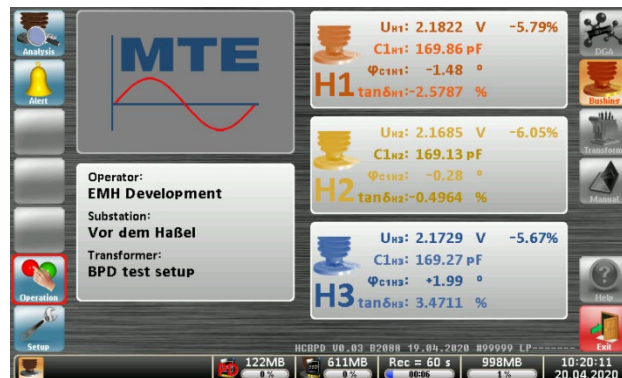 Analysis
Alert
Operation
Setup
MTE
Operator:
EMH Development
Substation:
Vor dem Haßel
Transformer:
BPD test setup
H1
UH1: 2.1822 V -5.79%
C1H1: 169.86 pF
φC1H1: -1.48 °
tanδH1:-2.5787 %
H2
UH2: 2.1685 V -6.05%
C1H2: 169.13 pF
φC1H2: -0.28 °
tanδH2:-0.4964 %
H3
UH3: 2.1729 V -5.67%
C1H3: 169.27 pF
φC1H3: +1.99 °
tanδH3: 3.4711 %
DGA
Bushing
Transform
Manual
Help
Exit
HCBPD V0.03 B2088 19.04.2020 #99999 LP-------
122MB
0 %
611MB
0 %
Rec = 60 s
00:06
998MB
1 %
10:20:11
20.04.2020